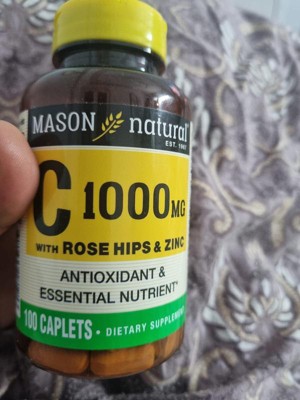 MASON natural®
EST. 1967
C 1000MG
WITH ROSE HIPS & ZINC
ANTIOXIDANT &
ESSENTIAL NUTRIENT*
100 CAPLETS • DIETARY SUPPLEMENT